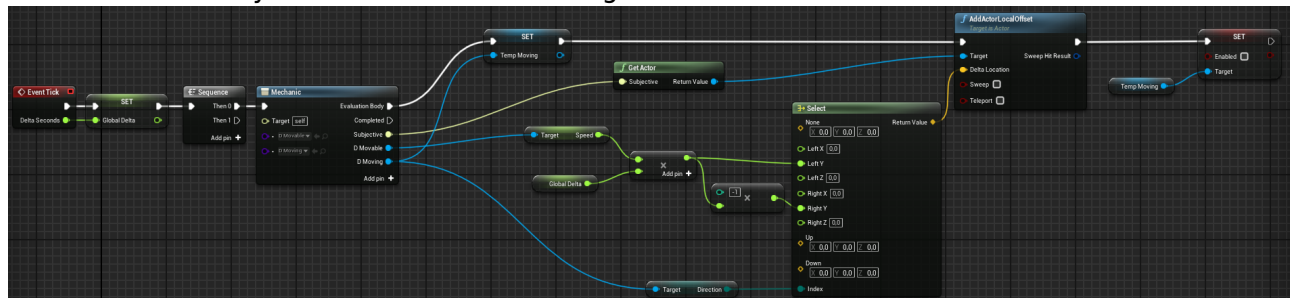 Event Tick
Delta Seconds
SET
Global Delta
Sequence
Then 0
Then 1
Add pin +
Mechanic
Evaluation Body
Target self
Completed
D Movable
Subjective
D Moving
D Movable
D Moving
Add pin +
SET
Temp Moving
f Get Actor
Subjective Return Value
Target Speed
Global Delta
x
Add pin +
-1 x
Target Direction
Select
None Return Value
X 0,0 Y 0,0 Z 0,0
Left X 0,0
Left Y
Left Z 0,0
Right X 0,0
Right Y
Right Z 0,0
Up
X 0,0 Y 0,0 Z 0,0
Down
X 0,0 Y 0,0 Z 0,0
Index
f AddActorLocalOffset
Target is Actor
Target Sweep Hit Result
Delta Location
Sweep
Teleport
Temp Moving
SET
Enabled
Target